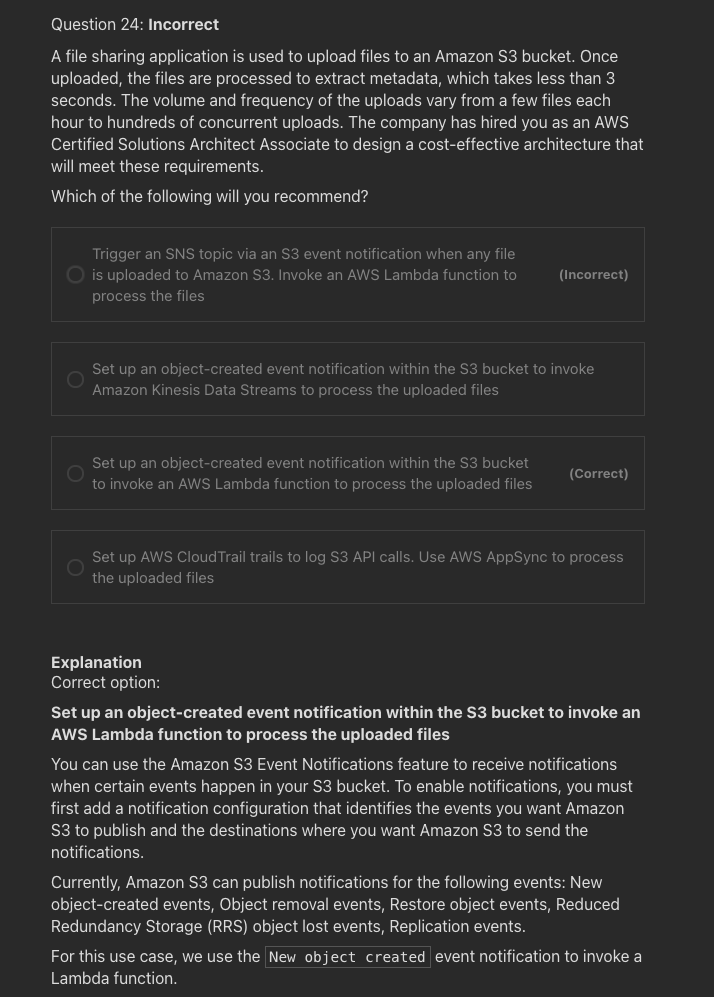 Question 24: Incorrect
A file sharing application is used to upload files to an Amazon S3 bucket. Once
uploaded, the files are processed to extract metadata, which takes less than 3
seconds. The volume and frequency of the uploads vary from a few files each
hour to hundreds of concurrent uploads. The company has hired you as an AWS
Certified Solutions Architect Associate to design a cost-effective architecture that
will meet these requirements.
Which of the following will you recommend?
Trigger an SNS topic via an S3 event notification when any file
is uploaded to Amazon S3. Invoke an AWS Lambda function to
process the files
(Incorrect)
Set up an object-created event notification within the S3 bucket to invoke
Amazon Kinesis Data Streams to process the uploaded files
Set up an object-created event notification within the S3 bucket
to invoke an AWS Lambda function to process the uploaded files
(Correct)
Set up AWS CloudTrail trails to log S3 API calls. Use AWS AppSync to process
the uploaded files
Explanation
Correct option:
Set up an object-created event notification within the S3 bucket to invoke an
AWS Lambda function to process the uploaded files
You can use the Amazon S3 Event Notifications feature to receive notifications
when certain events happen in your S3 bucket. To enable notifications, you must
first add a notification configuration that identifies the events you want Amazon
S3 to publish and the destinations where you want Amazon S3 to send the
notifications.
Currently, Amazon S3 can publish notifications for the following events: New
object-created events, Object removal events, Restore object events, Reduced
Redundancy Storage (RRS) object lost events, Replication events.
For this use case, we use the New object created event notification to invoke a
Lambda function.